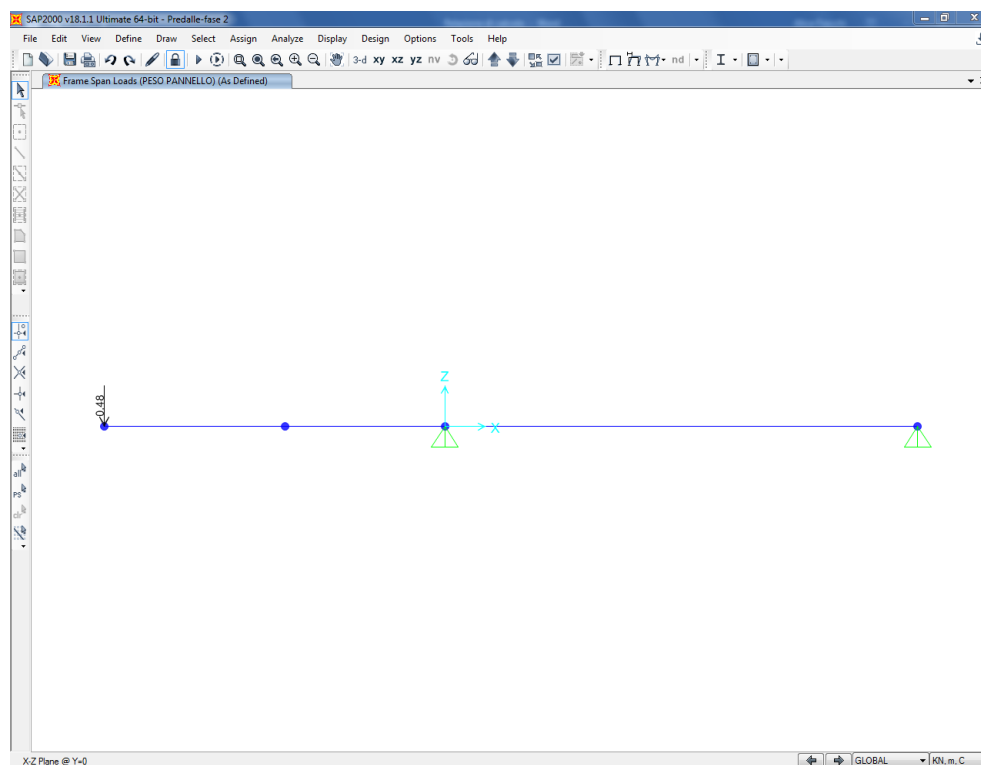 SAP2000 v18.1.1 Ultimate 64-bit - Predalle-fase 2
File Edit View Define Draw Select Assign Analyze Display Design Options Tools Help
3-d xy xz yz nv nd
Frame Span Loads (PESO PANNELLO) (As Defined)
0.48
Z
X
all
PS
clr
X-Z Plane @ Y=0
GLOBAL
KN, m, C